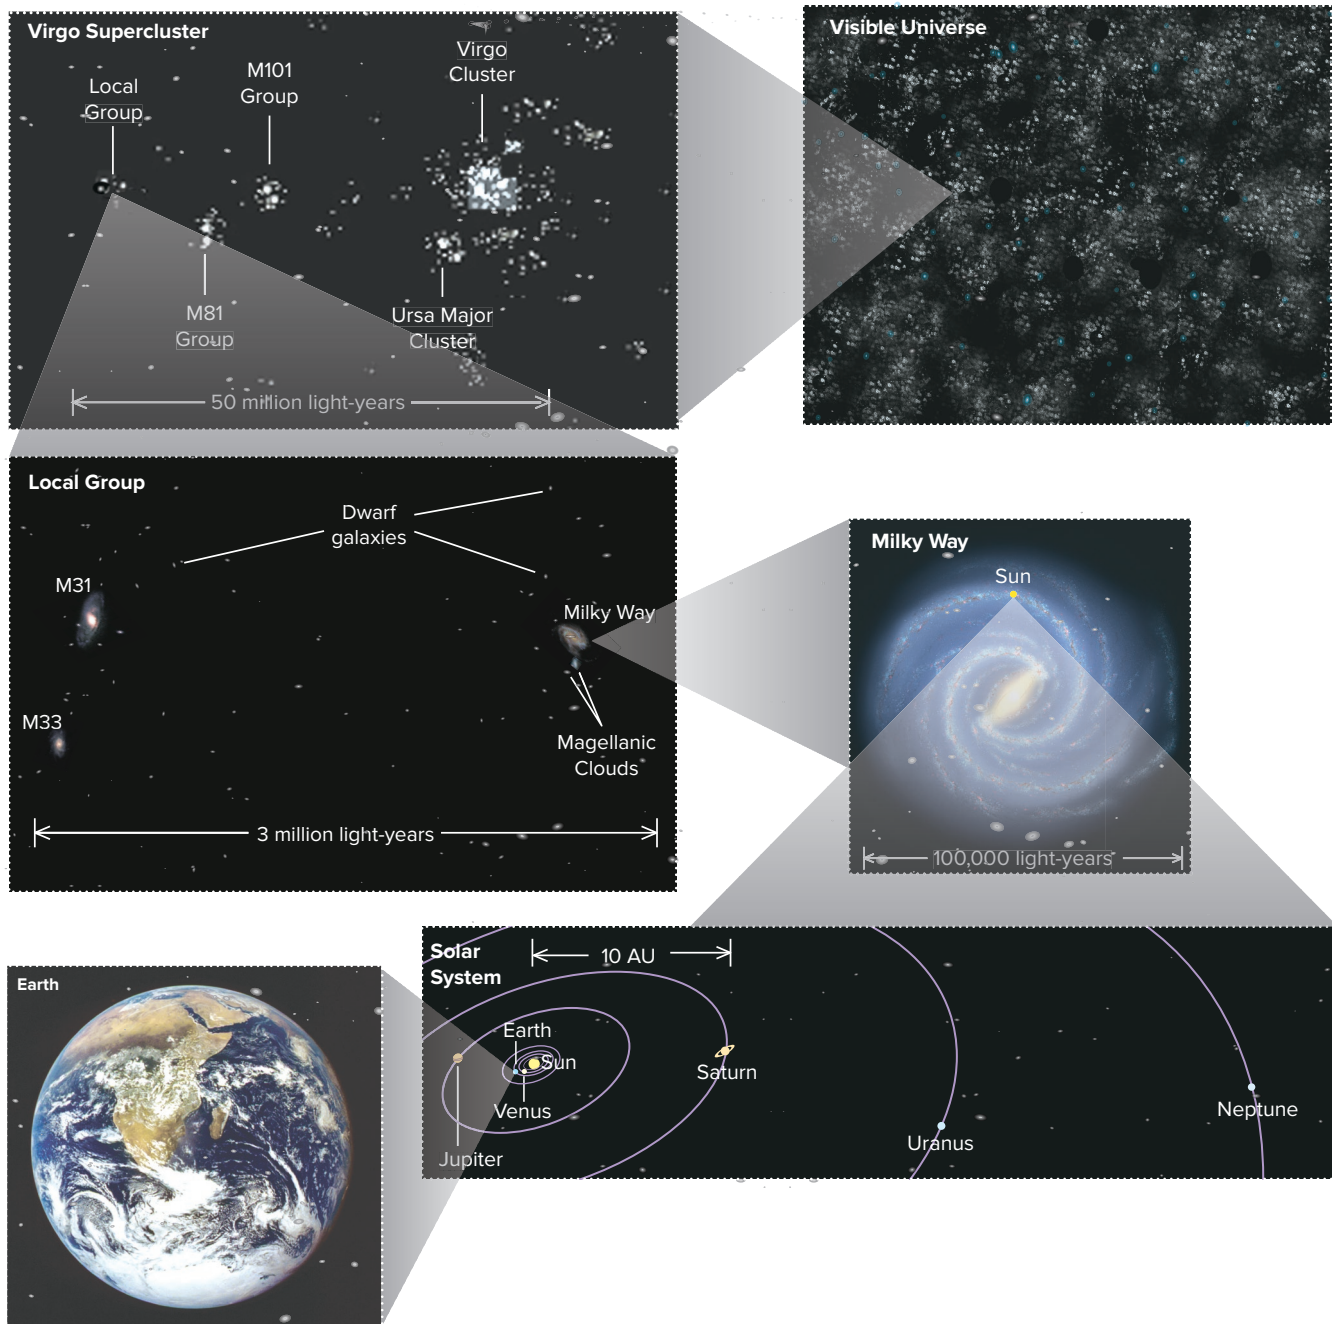 Virgo Supercluster
Local
Group
M101
Group
Virgo
Cluster
M81
Group
Ursa Major
Cluster
50 million light-years
Visible Universe
Local Group
Dwarf
galaxies
M31
Milky Way
M33
Magellanic
Clouds
3 million light-years
Milky Way
Sun
100,000 light-years
Solar
System
10 AU
Earth
Sun
Venus
Jupiter
Saturn
Uranus
Neptune
Earth